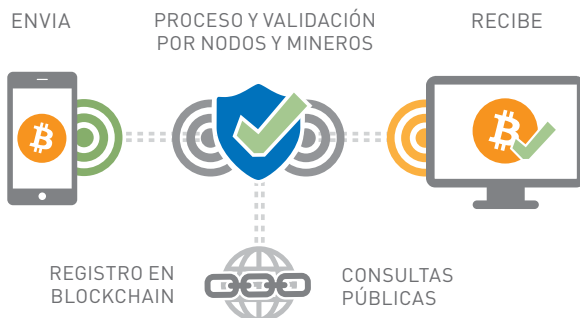 ENVIA
PROCESO Y VALIDACIÓN
POR NODOS Y MINEROS
RECIBE
REGISTRO EN
BLOCKCHAIN
CONSULTAS
PÚBLICAS